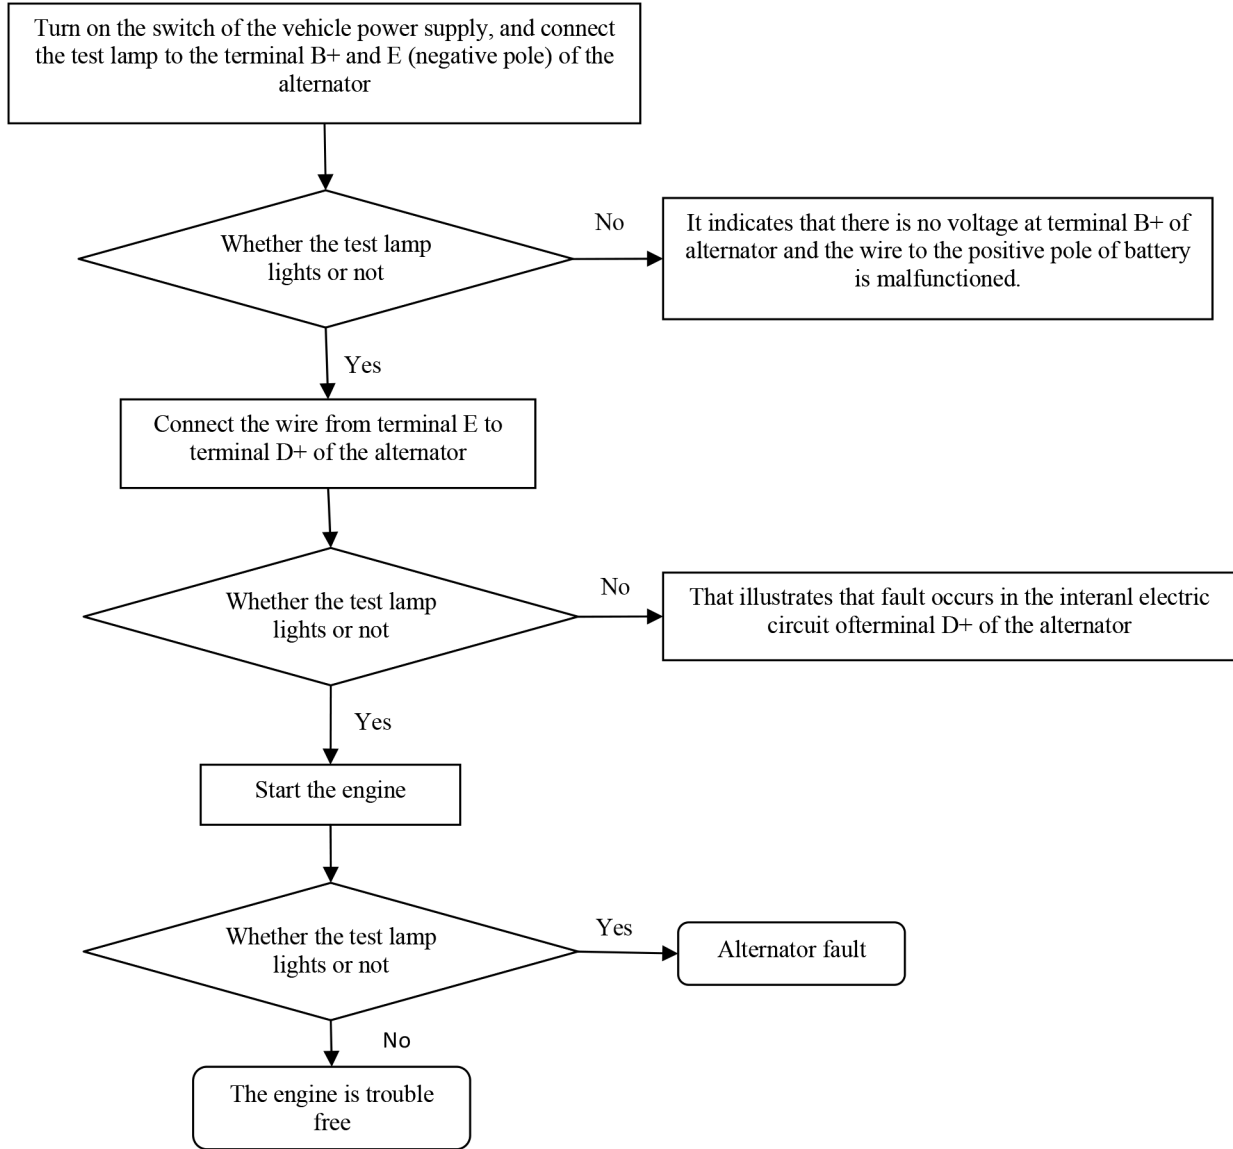 Turn on the switch of the vehicle power supply, and connect
the test lamp to the terminal B+ and E (negative pole) of the
alternator
Whether the test lamp
lights or not
No
It indicates that there is no voltage at terminal B+ of
alternator and the wire to the positive pole of battery
is malfunctioned.
Yes
Connect the wire from terminal E to
terminal D+ of the alternator
Whether the test lamp
lights or not
No
That illustrates that fault occurs in the interanl electric
circuit ofterminal D+ of the alternator
Yes
Start the engine
Whether the test lamp
lights or not
Yes
Alternator fault
No
The engine is trouble
free